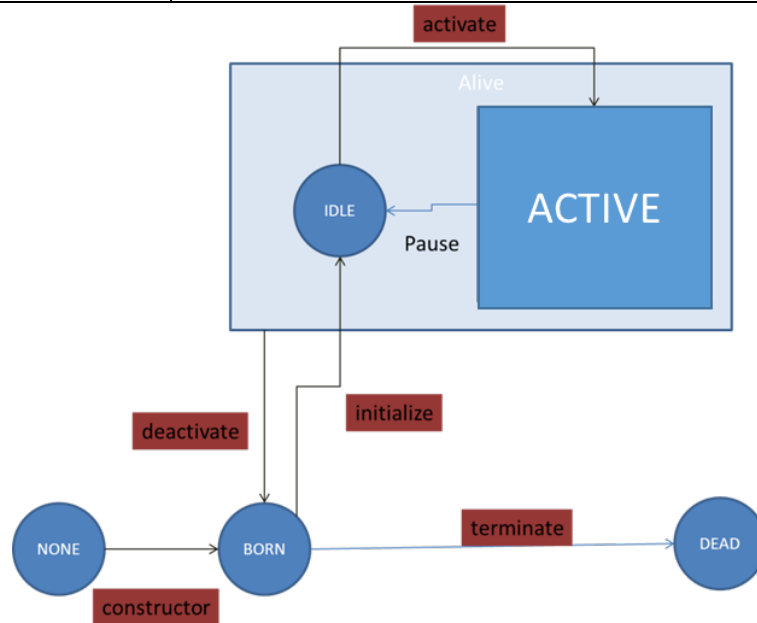 activate
Alive
IDLE
ACTIVE
Pause
initialize
deactivate
NONE
BORN
terminate
DEAD
constructor